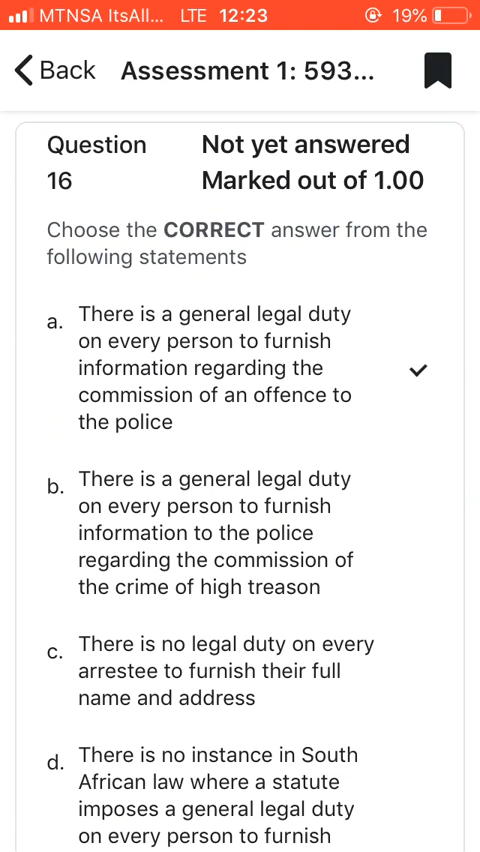 MTNSA ItsAll... LTE 12:23 19%
Back Assessment 1: 593...
Question Not yet answered
16 Marked out of 1.00
Choose the CORRECT answer from the
following statements
a. There is a general legal duty
on every person to furnish
information regarding the
commission of an offence to
the police
b. There is a general legal duty
on every person to furnish
information to the police
regarding the commission of
the crime of high treason
c. There is no legal duty on every
arrestee to furnish their full
name and address
d. There is no instance in South
African law where a statute
imposes a general legal duty
on every person to furnish